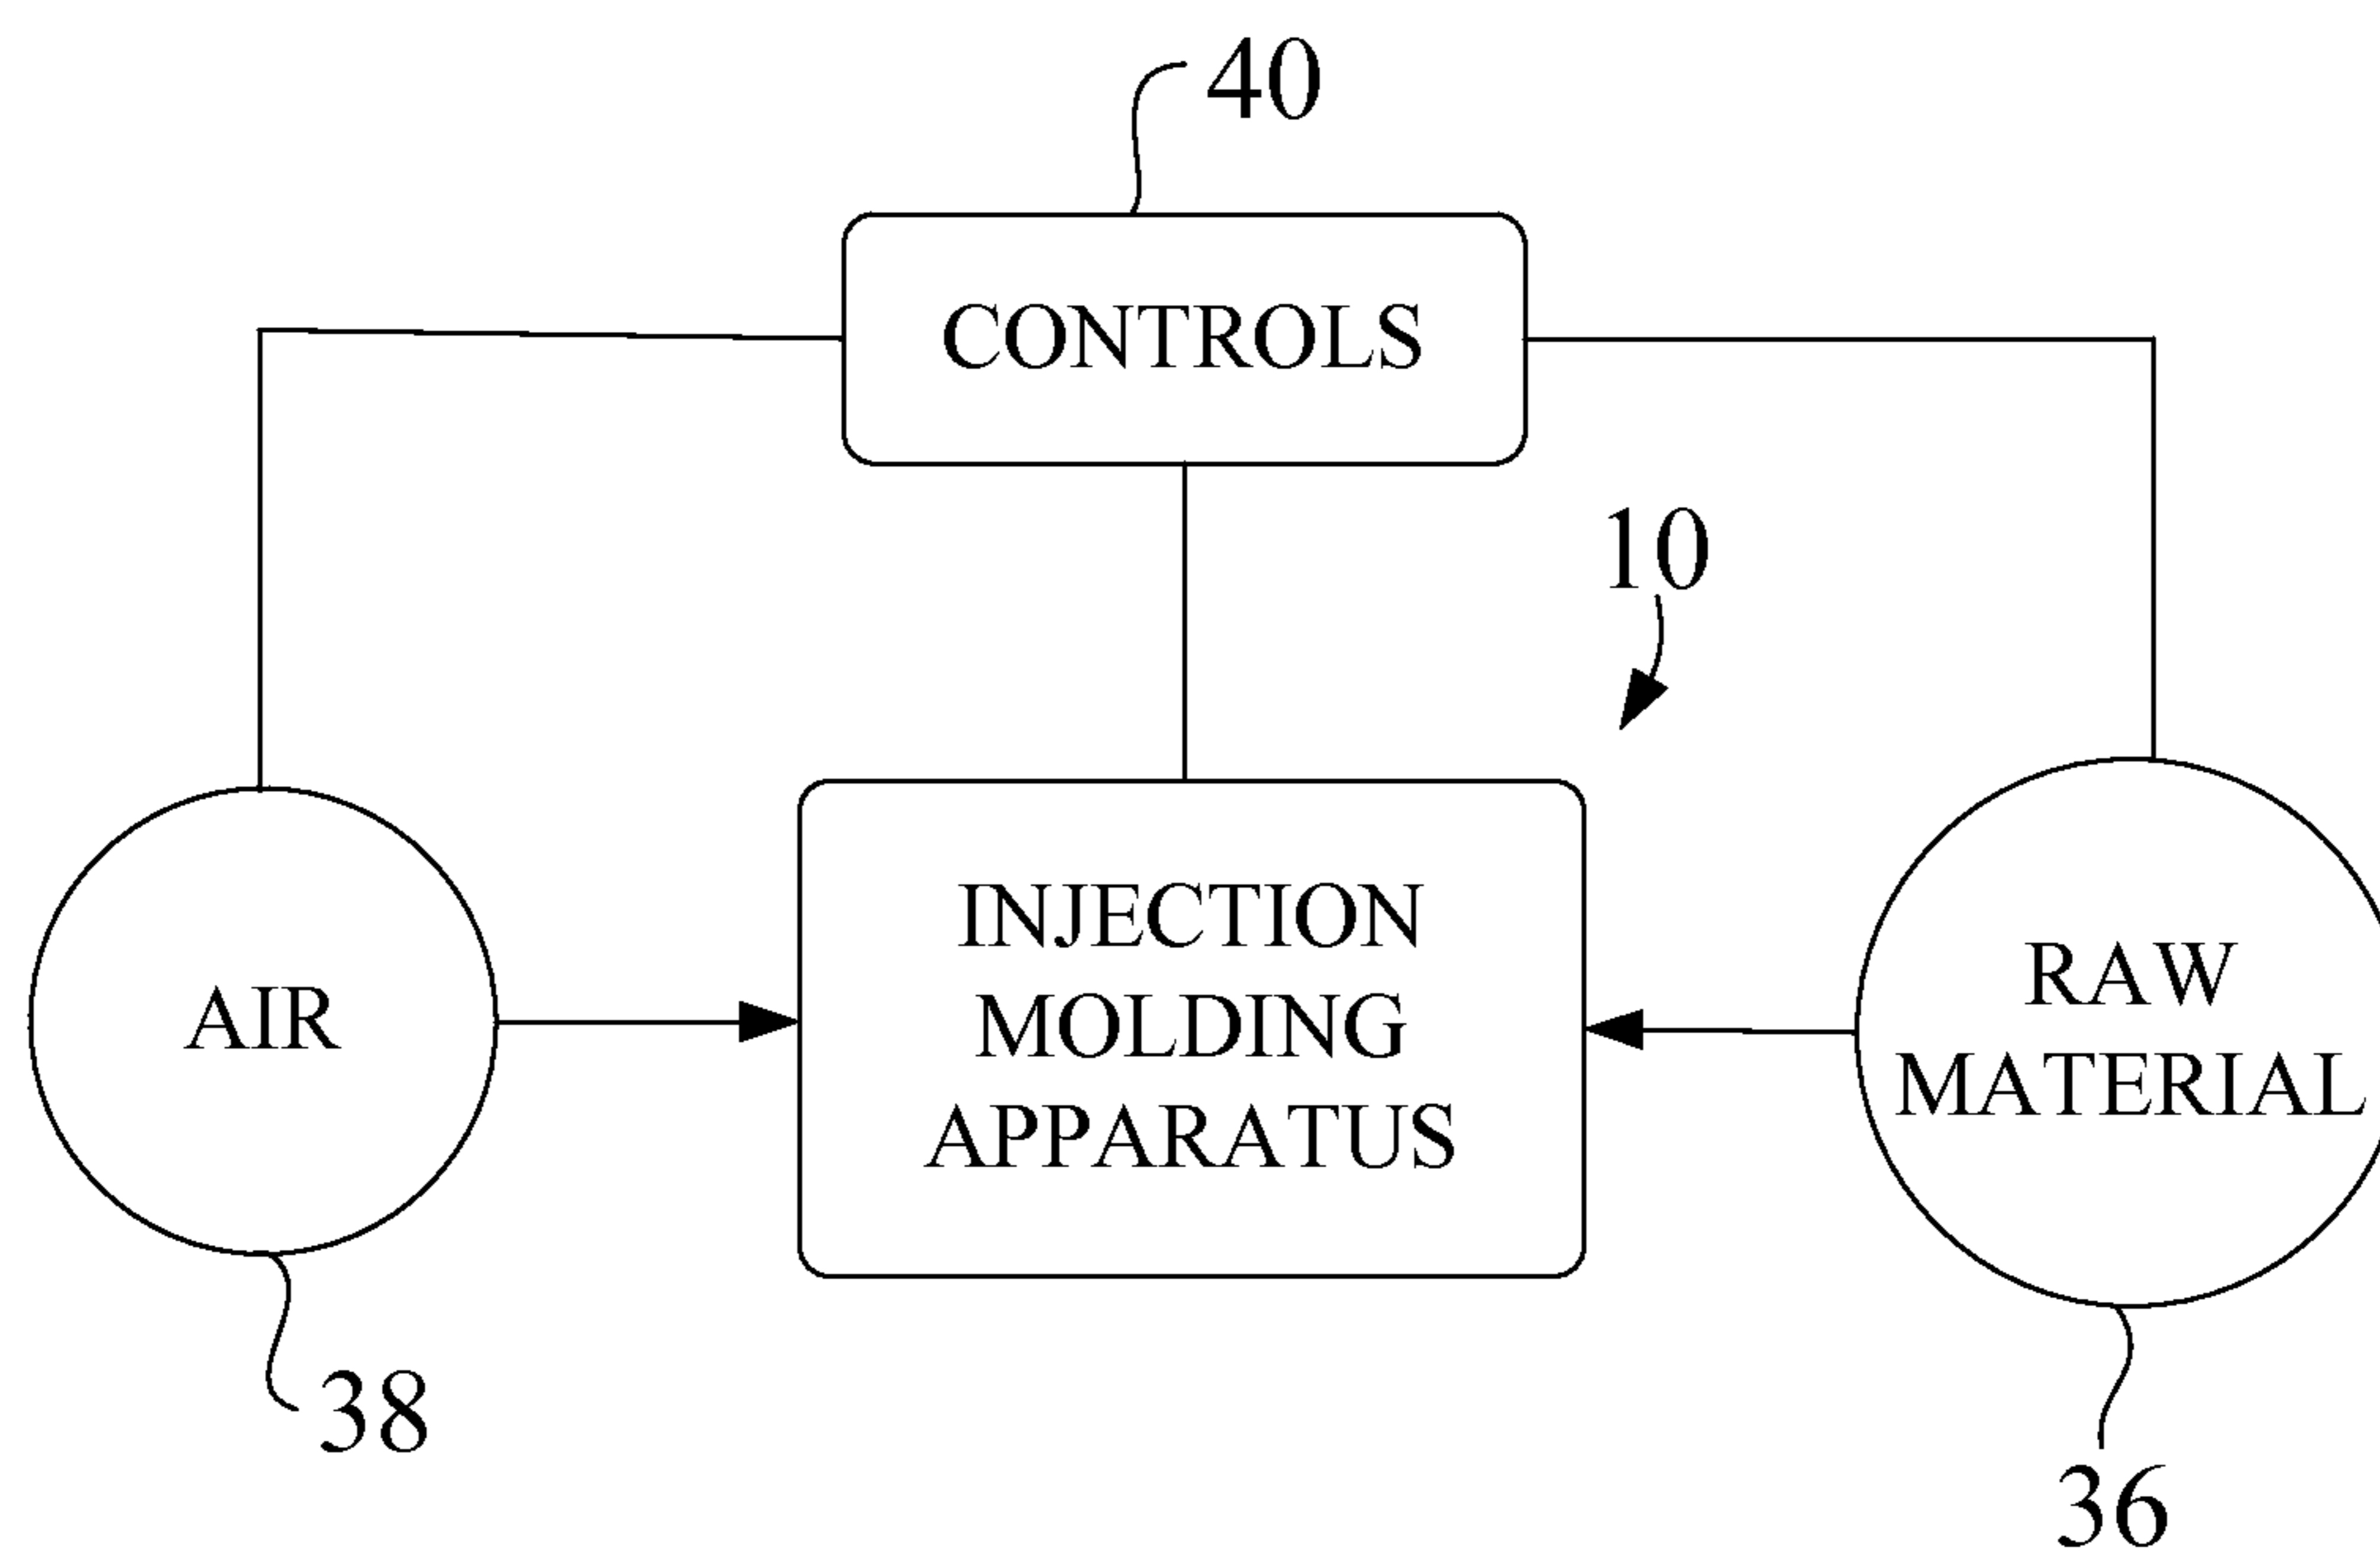 40
CONTROLS
10
INJECTION
MOLDING
APPARATUS
AIR
RAW
MATERIAL
38
36